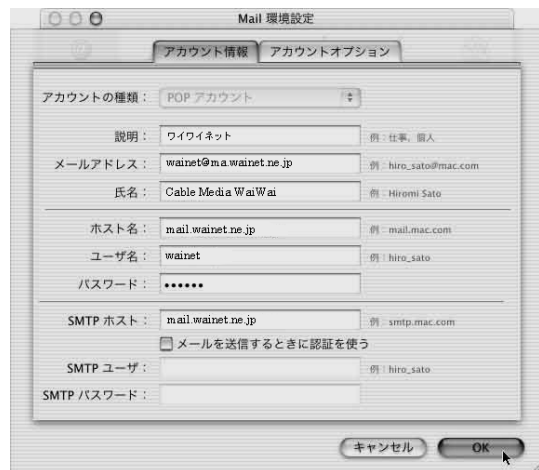 Mail 環境設定
アカウント情報 アカウントオプション
アカウントの種類： POP アカウント
説明： ワイワイネット 例：仕事、個人
メールアドレス： wainet@ma.wainet.ne.jp 例：hiro_sato@mac.com
氏名： Cable Media WaiWai 例：Hiromi Sato
ホスト名： mail.wainet.ne.jp 例：mail.mac.com
ユーザ名： wainet 例：hiro_sato
パスワード： ••••••
SMTP ホスト： mail.wainet.ne.jp 例：smtp.mac.com
メールを送信するときに認証を使う
SMTP ユーザ： 例：hiro_sato
SMTP パスワード：
キャンセル OK